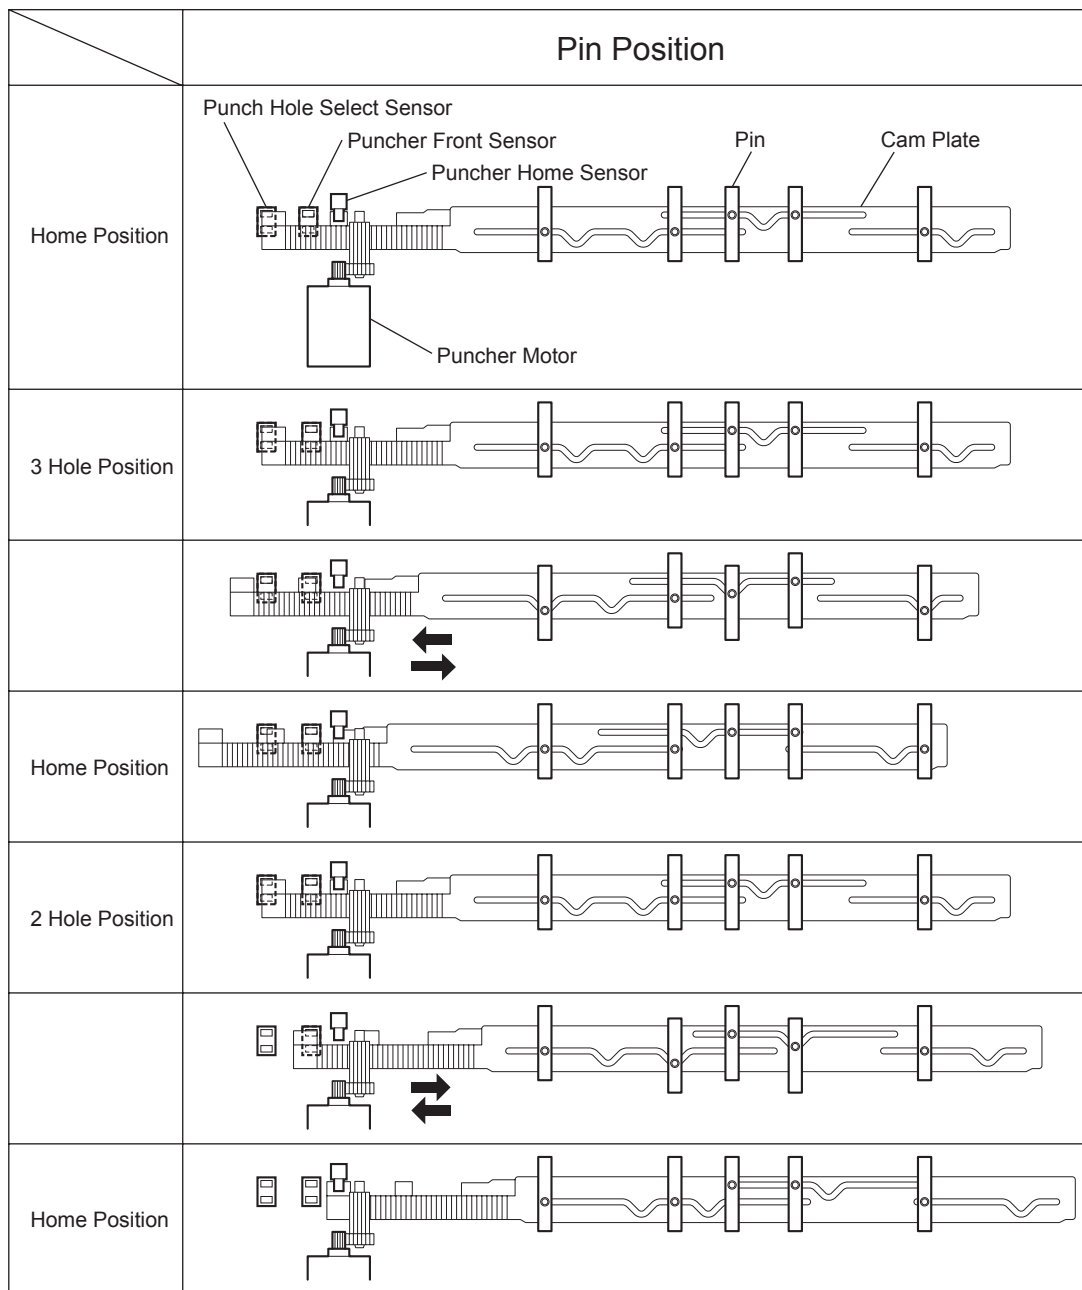 Pin Position
Punch Hole Select Sensor
Puncher Front Sensor
Pin
Cam Plate
Puncher Home Sensor
Home Position
Puncher Motor
3 Hole Position
Home Position
2 Hole Position
Home Position